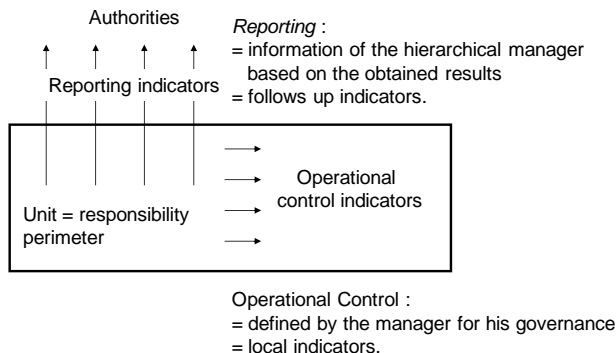 Authorities
Reporting indicators
Reporting :
= information of the hierarchical manager
based on the obtained results
= follows up indicators.
Operational
control indicators
Unit = responsibility
perimeter
Operational Control :
= defined by the manager for his governance
= local indicators.